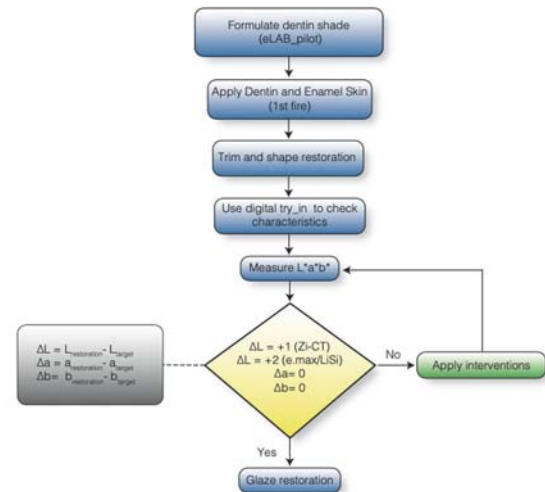 Formulate dentin shade
(eLAB_pilot)
Apply Dentin and Enamel Skin
(1st fire)
Trim and shape restoration
Use digital try_in to check
characteristics
Measure L*a*b*
ΔL = +1 (Zi-CT)
ΔL = +2 (e.max/LiSi)
Δa= 0
Δb= 0
ΔL = Lrestoration- Ltarget
Δa = arestoration- atarget
Δb= brestoration- btarget
No
Apply interventions
Yes
Glaze restoration